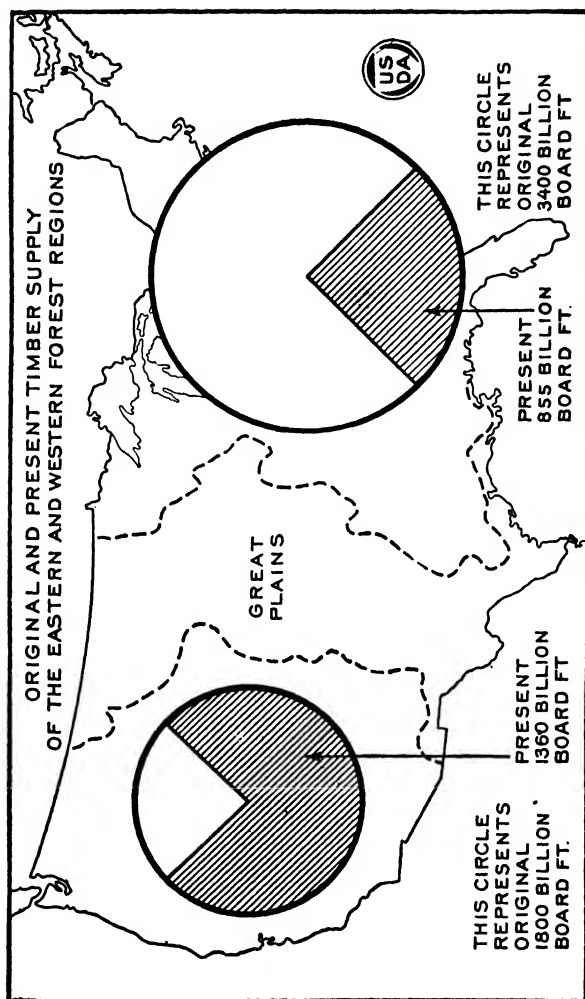 ORIGINAL AND PRESENT TIMBER SUPPLY
OF THE EASTERN AND WESTERN FOREST REGIONS
US
DA
GREAT
PLAINS
THIS CIRCLE
REPRESENTS
ORIGINAL
1800 BILLION
BOARD FT.
PRESENT
1360 BILLION
BOARD FT
PRESENT
855 BILLION
BOARD FT.
THIS CIRCLE
REPRESENTS
ORIGINAL
3400 BILLION
BOARD FT